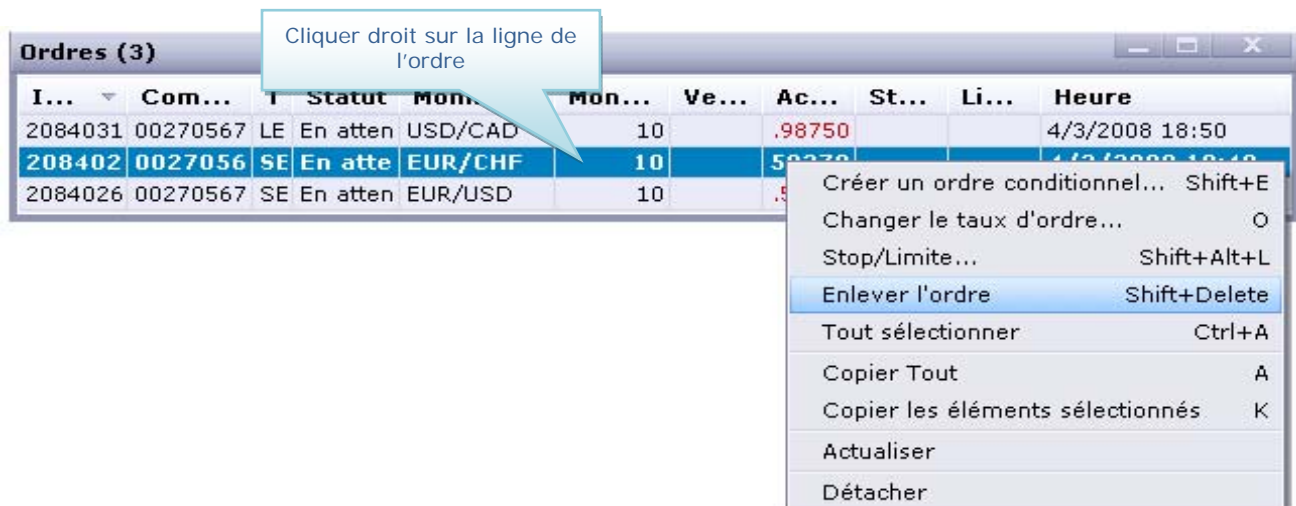 Cliquer droit sur la ligne de
l'ordre
Ordres (3)
I... Com... T Statut Mon... Ve... Ac... St... Li... Heure
2084031 00270567 LE En atten USD/CAD 10 .98750 4/3/2008 18:50
208402 0027056 SE En atte EUR/CHF 10
2084026 00270567 SE En atten EUR/USD 10
Créer un ordre conditionnel... Shift+E
Changer le taux d'ordre... O
Stop/Limite... Shift+Alt+L
Enlever l'ordre Shift+Delete
Tout sélectionner Ctrl+A
Copier Tout A
Copier les éléments sélectionnés K
Actualiser
Détacher